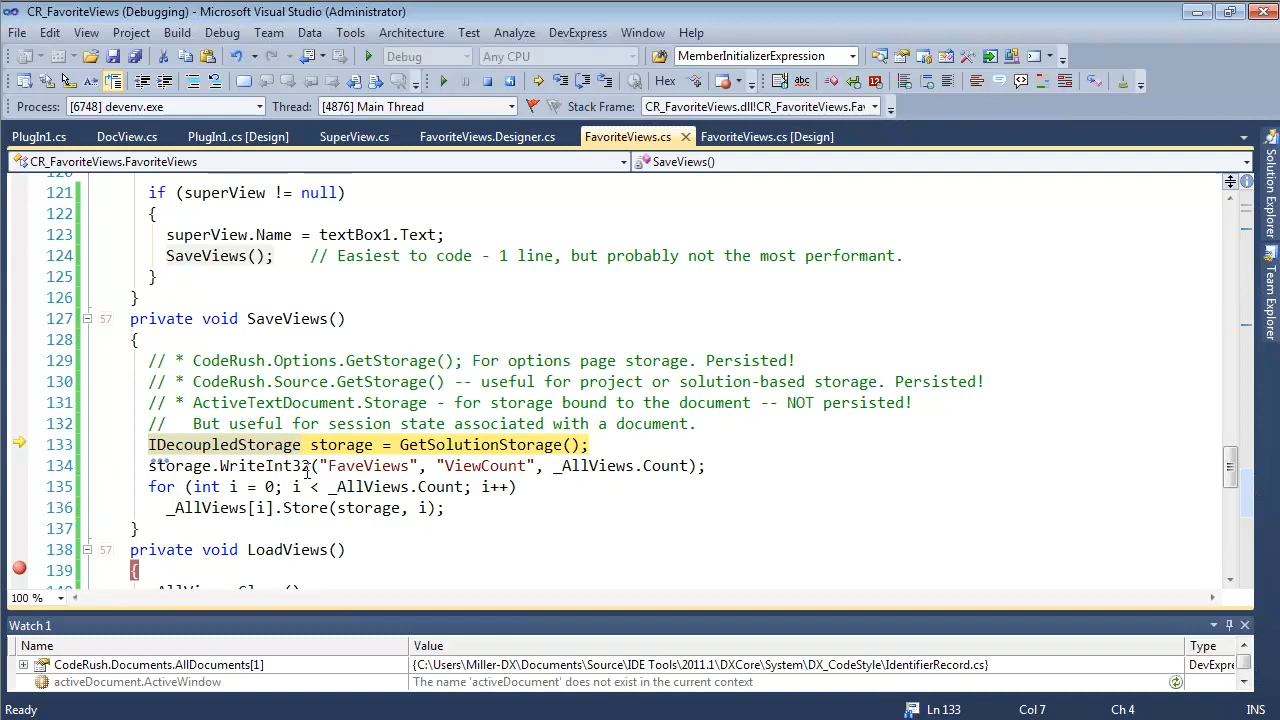 CR_FavoriteViews (Debugging) - Microsoft Visual Studio (Administrator)
File Edit View Project Build Debug Team Data Tools Architecture Test Analyze DevExpress Window Help
Debug Any CPU MemberInitializerExpression
Hex
Process: [6748] devenv.exe Thread: [4876] Main Thread Stack Frame: CR_FavoriteViews.dll!CR_FavoriteViews.Fav
PlugIn1.cs DocView.cs PlugIn1.cs [Design] SuperView.cs FavoriteViews.Designer.cs FavoriteViews.cs FavoriteViews.cs [Design]
CR_FavoriteViews.FavoriteViews SaveViews()
120
121 if (superView != null)
122 {
123 superView.Name = textBox1.Text;
124 SaveViews(); // Easiest to code - 1 line, but probably not the most performant.
125 }
126 }
127 57 private void SaveViews()
128 {
129 // * CodeRush.Options.GetStorage(); For options page storage. Persisted!
130 // * CodeRush.Source.GetStorage() -- useful for project or solution-based storage. Persisted!
131 // * ActiveTextDocument.Storage - for storage bound to the document -- NOT persisted!
132 // But useful for session state associated with a document.
133 IDecoupledStorage storage = GetSolutionStorage();
134 storage.WriteInt32("FaveViews", "ViewCount", _AllViews.Count);
135 for (int i = 0; i < _AllViews.Count; i++)
136 _AllViews[i].Store(storage, i);
137 }
138 57 private void LoadViews()
139 {
100 %
Solution Explorer
Team Explorer
Watch 1
Name Value Type
CodeRush.Documents.AllDocuments[1] {C:\Users\Miller-DX\Documents\Source\IDE Tools\2011.1\DXCore\System\DX_CodeStyle\IdentifierRecord.cs} DevExpre
activeDocument.ActiveWindow The name 'activeDocument' does not exist in the current context
Ready Ln 133 Col 7 Ch 4 INS